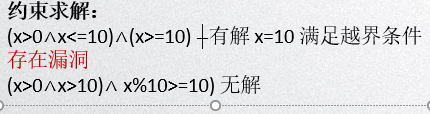 约束求解：
(x>0∧x<=10)∧(x>=10) ┼有解 x=10 满足越界条件
存在漏洞
(x>0∧x>10)∧ x%10>=10) 无解